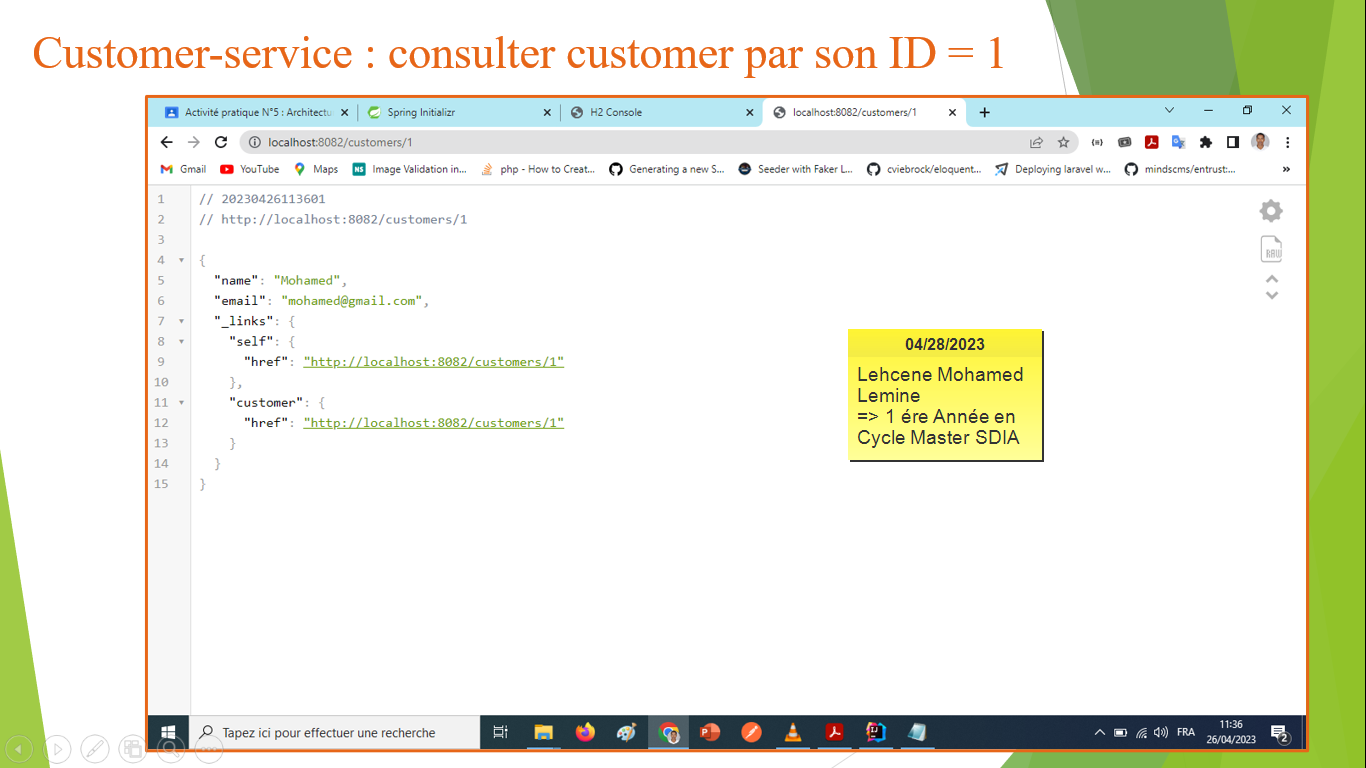 Customer-service : consulter customer par son ID = 1
Activité pratique N°5 : Architectu
Spring Initializr
H2 Console
localhost:8082/customers/1
localhost:8082/customers/1
Gmail
YouTube
Maps
Image Validation in...
php - How to Creat...
Generating a new S...
Seeder with Faker L...
cviebrock/eloquent...
Deploying laravel w...
mindscms/entrust:...
»
1 // 20230426113601
2 // http://localhost:8082/customers/1
3
4 {
5 "name": "Mohamed",
6 "email": "mohamed@gmail.com",
7 "_links": {
8 "self": {
9 "href": "http://localhost:8082/customers/1"
10 },
11 "customer": {
12 "href": "http://localhost:8082/customers/1"
13 }
14 }
15 }
RAW
04/28/2023
Lehcene Mohamed
Lemine
=> 1 ére Année en
Cycle Master SDIA
Tapez ici pour effectuer une recherche
FRA
11:36
26/04/2023
2